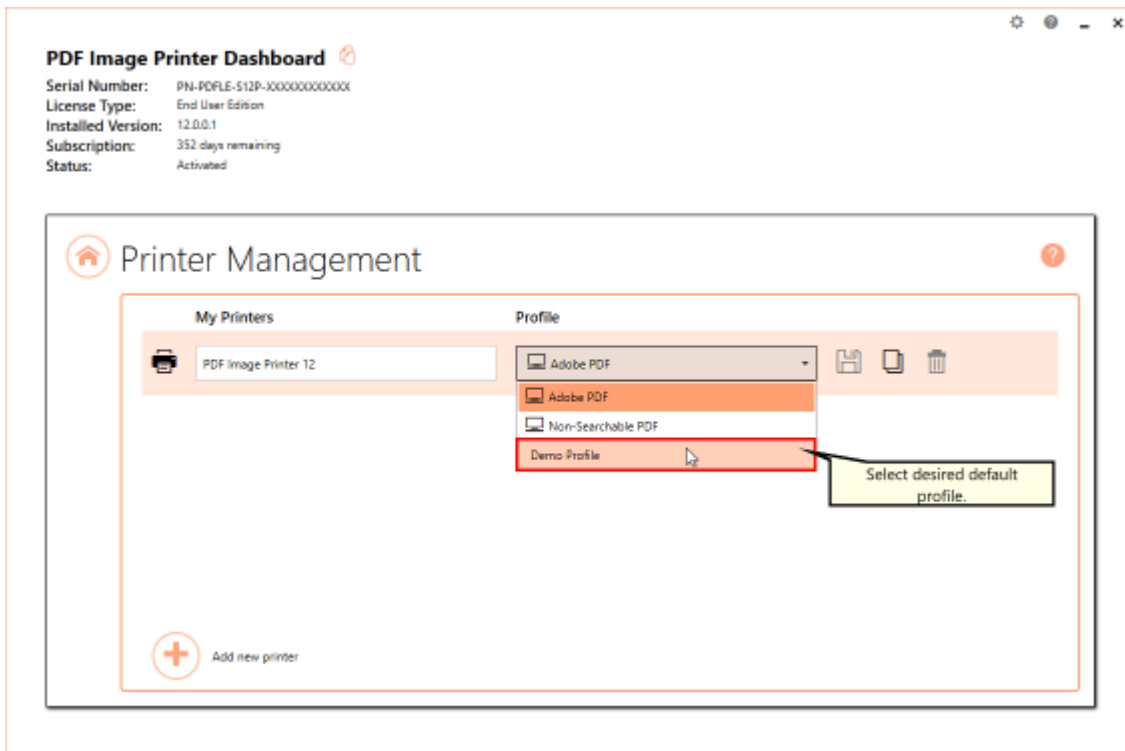 PDF Image Printer Dashboard
Serial Number: PN-PDFLE-S12P-XXXXXXXXXXXX
License Type: End User Edition
Installed Version: 12.0.0.1
Subscription: 352 days remaining
Status: Activated
Printer Management
?
My Printers Profile
PDF Image Printer 12 Adobe PDF
Adobe PDF
Non-Searchable PDF
Demo Profile
Select desired default
profile.
Add new printer